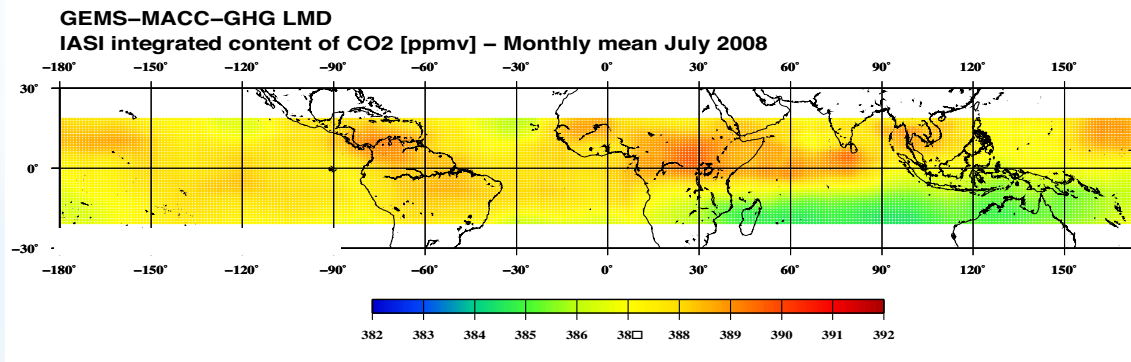 GEMS–MACC–GHG LMD
IASI integrated content of CO2 [ppmv] – Monthly mean July 2008
−180° −150° −120° −90° −60° −30° 0° 30° 60° 90° 120° 150°
30°
0°
−30°
−180° −150° −120° −90° −60° −30° 0° 30° 60° 90° 120° 150°
382 383 384 385 386 38□ 388 389 390 391 392